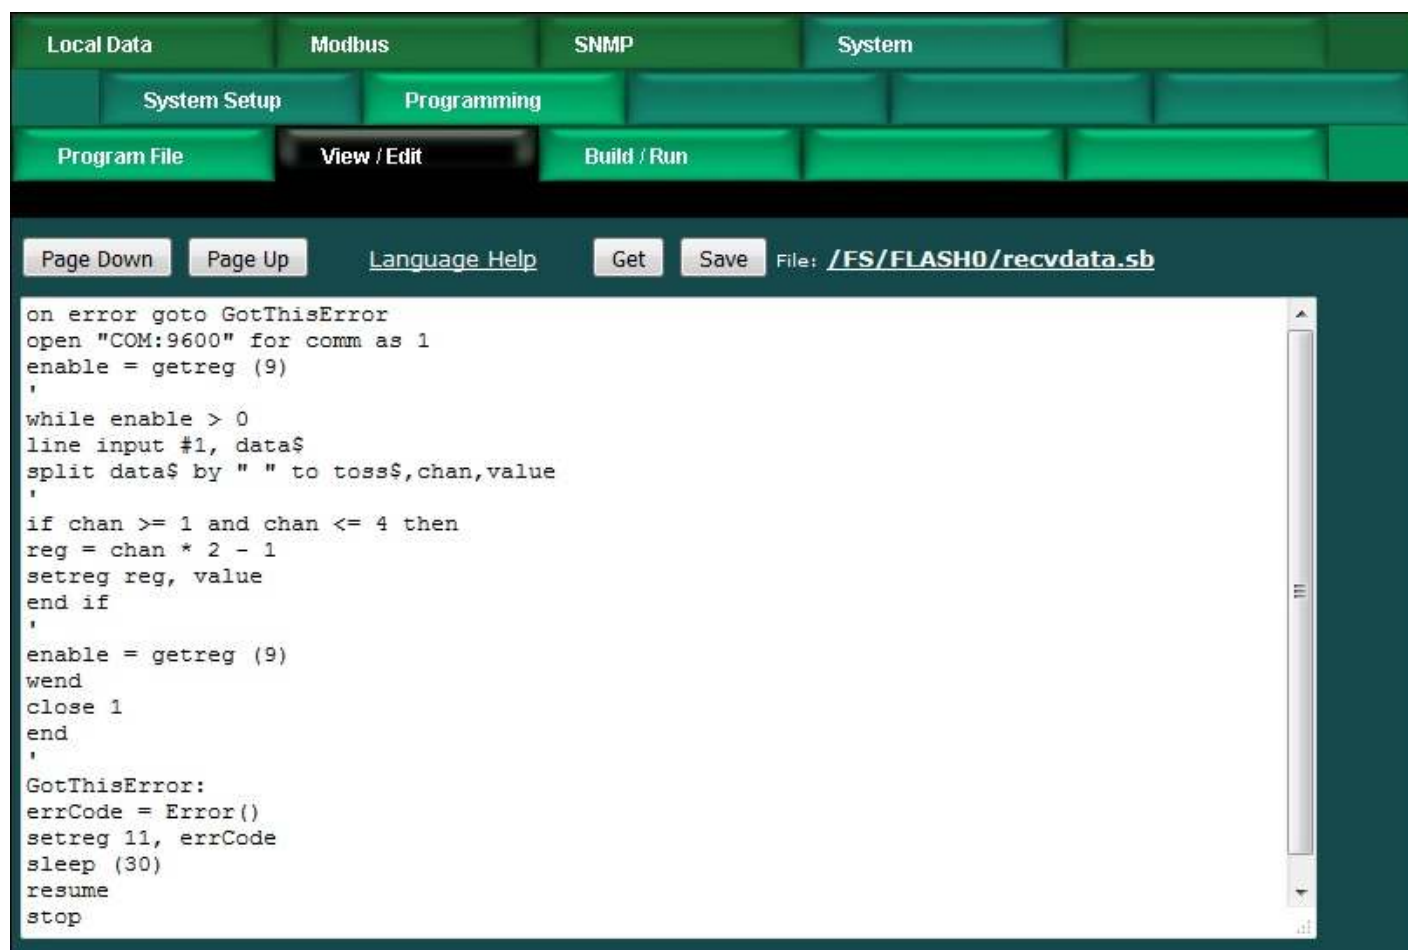 Local Data Modbus SNMP System
System Setup Programming
Program File View / Edit Build / Run
Page Down Page Up Language Help Get Save File: /FS/FLASH0/recvdata.sb
on error goto GotThisError
open "COM:9600" for comm as 1
enable = getreg (9)
'
while enable > 0
line input #1, data$
split data$ by " " to toss$,chan,value
'
if chan >= 1 and chan <= 4 then
reg = chan * 2 - 1
setreg reg, value
end if
'
enable = getreg (9)
wend
close 1
end
'
GotThisError:
errCode = Error()
setreg 11, errCode
sleep (30)
resume
stop